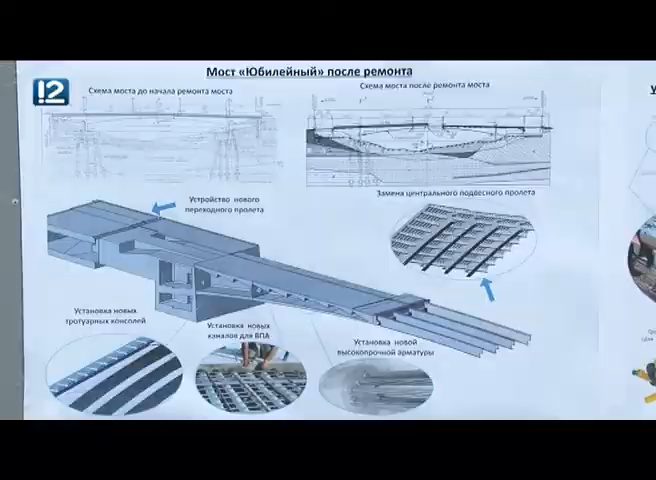 Мост «Юбилейный» после ремонта
12
Схема моста до начала ремонта моста
Схема моста после ремонта моста
Замена центрального подвесного пролета
Устройство нового
переходного пролета
Установка новых
тротуарных консолей
Установка новых
каналов для ВПА
Установка новой
высокопрочной арматуры